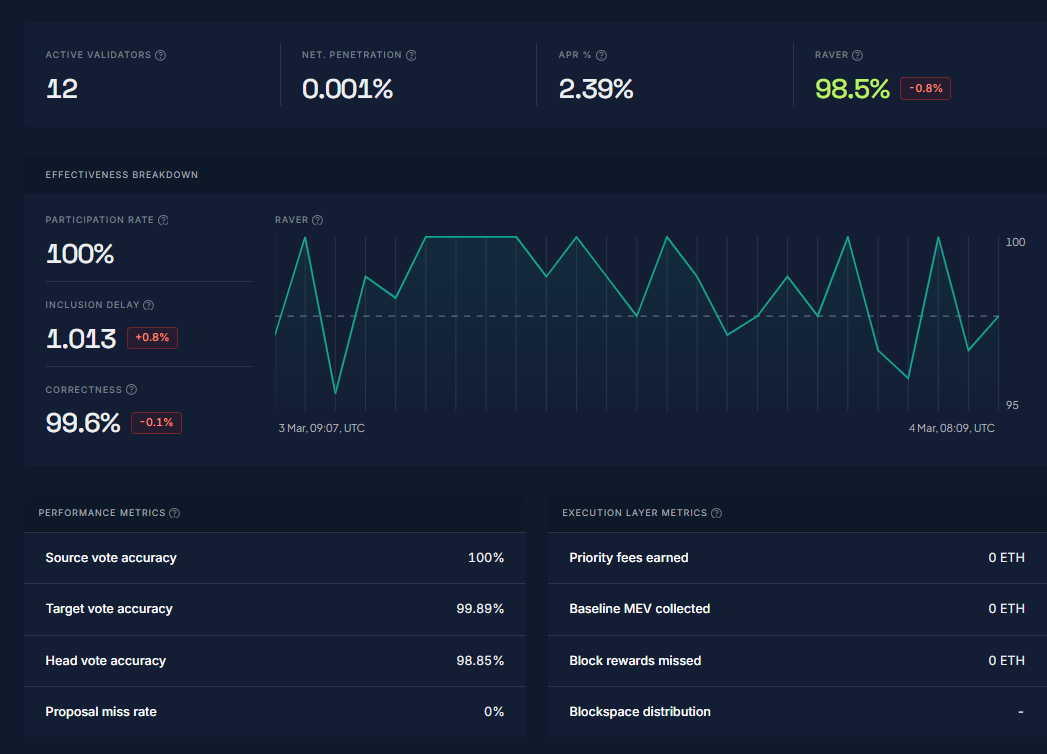 ACTIVE VALIDATORS ?
12
NET. PENETRATION ?
0.001%
APR % ?
2.39%
RAVER ?
98.5% -0.8%
EFFECTIVENESS BREAKDOWN
PARTICIPATION RATE ?
100%
INCLUSION DELAY ?
1.013 +0.8%
CORRECTNESS ?
99.6% -0.1%
RAVER ?
100
95
3 Mar, 09:07, UTC
4 Mar, 08:09, UTC
PERFORMANCE METRICS ?
Source vote accuracy 100%
Target vote accuracy 99.89%
Head vote accuracy 98.85%
Proposal miss rate 0%
EXECUTION LAYER METRICS ?
Priority fees earned 0 ETH
Baseline MEV collected 0 ETH
Block rewards missed 0 ETH
Blockspace distribution -